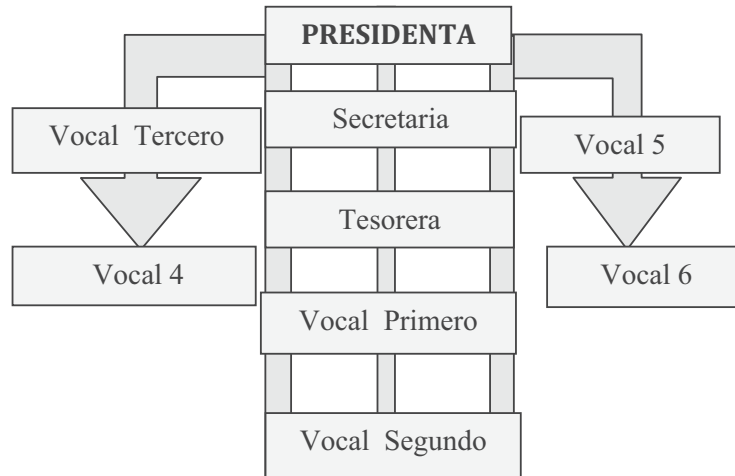 PRESIDENTA
Secretaria
Vocal Tercero
Vocal 5
Tesorera
Vocal 4
Vocal 6
Vocal Primero
Vocal Segundo